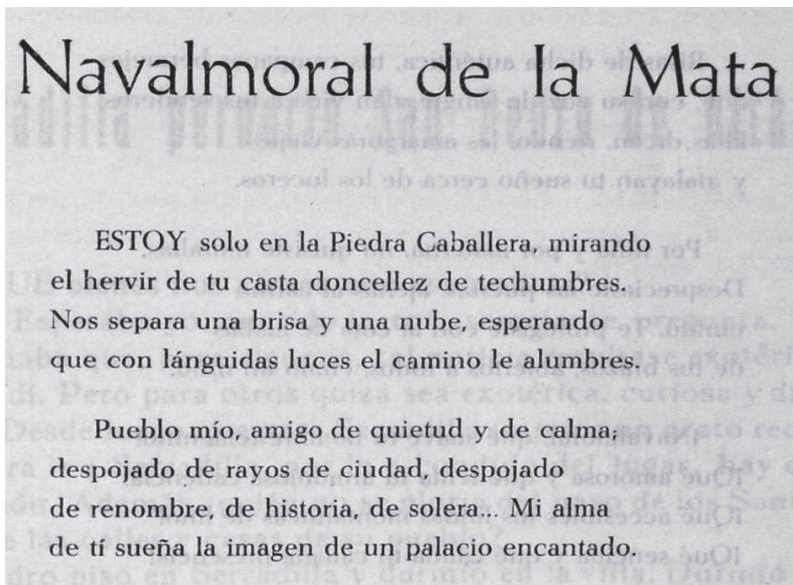 Navalmoral de la Mata
ESTOY solo en la Piedra Caballera, mirando
el hervir de tu casta doncellez de techumbres.
Nos separa una brisa y una nube, esperando
que con lánguidas luces el camino le alumbres.
Pueblo mío, amigo de quietud y de calma,
despojado de rayos de ciudad, despojado
de renombre, de historia, de solera... Mi alma
de tí sueña la imagen de un palacio encantado.